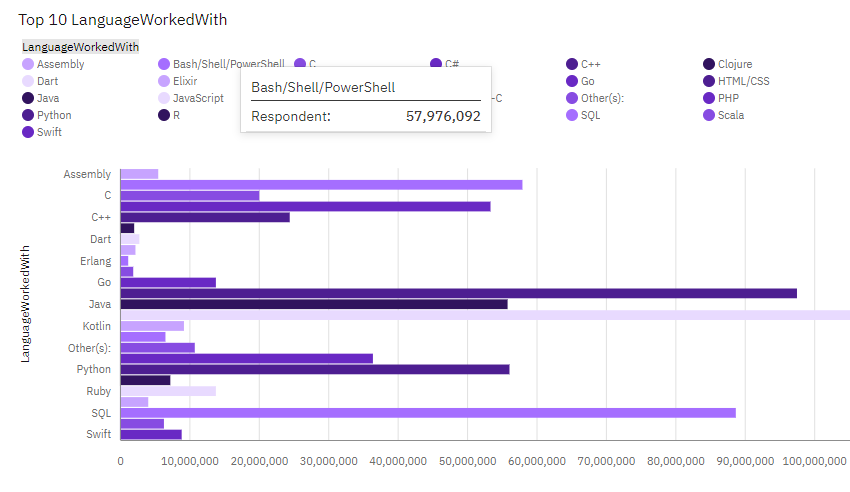 Top 10 LanguageWorkedWith
LanguageWorkedWith
Assembly Bash/Shell/PowerShell C C# C++ Clojure
Dart Elixir Go HTML/CSS
Java JavaScript -C Other(s): PHP
Python R SQL Scala
Swift
Bash/Shell/PowerShell
Respondent: 57,976,092
LanguageWorkedWith
Assembly
C
C++
Dart
Erlang
Go
Java
Kotlin
Other(s):
Python
Ruby
SQL
Swift
0 10,000,000 20,000,000 30,000,000 40,000,000 50,000,000 60,000,000 70,000,000 80,000,000 90,000,000 100,000,000